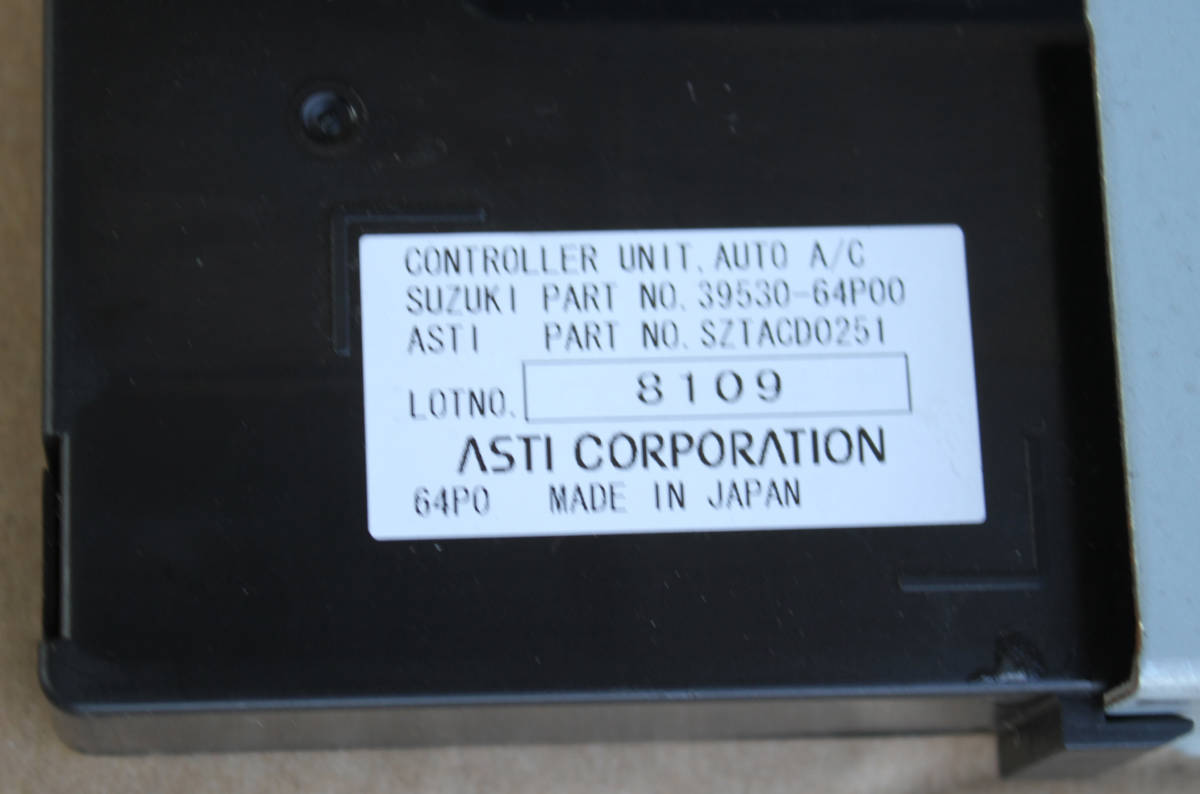 CONTROLLER UNIT, AUTO A/C
SUZUKI PART NO. 39530-64P00
ASTI PART NO. SZTACD0251
LOTNO. 8109
ASTI CORPORATION
64P0 MADE IN JAPAN